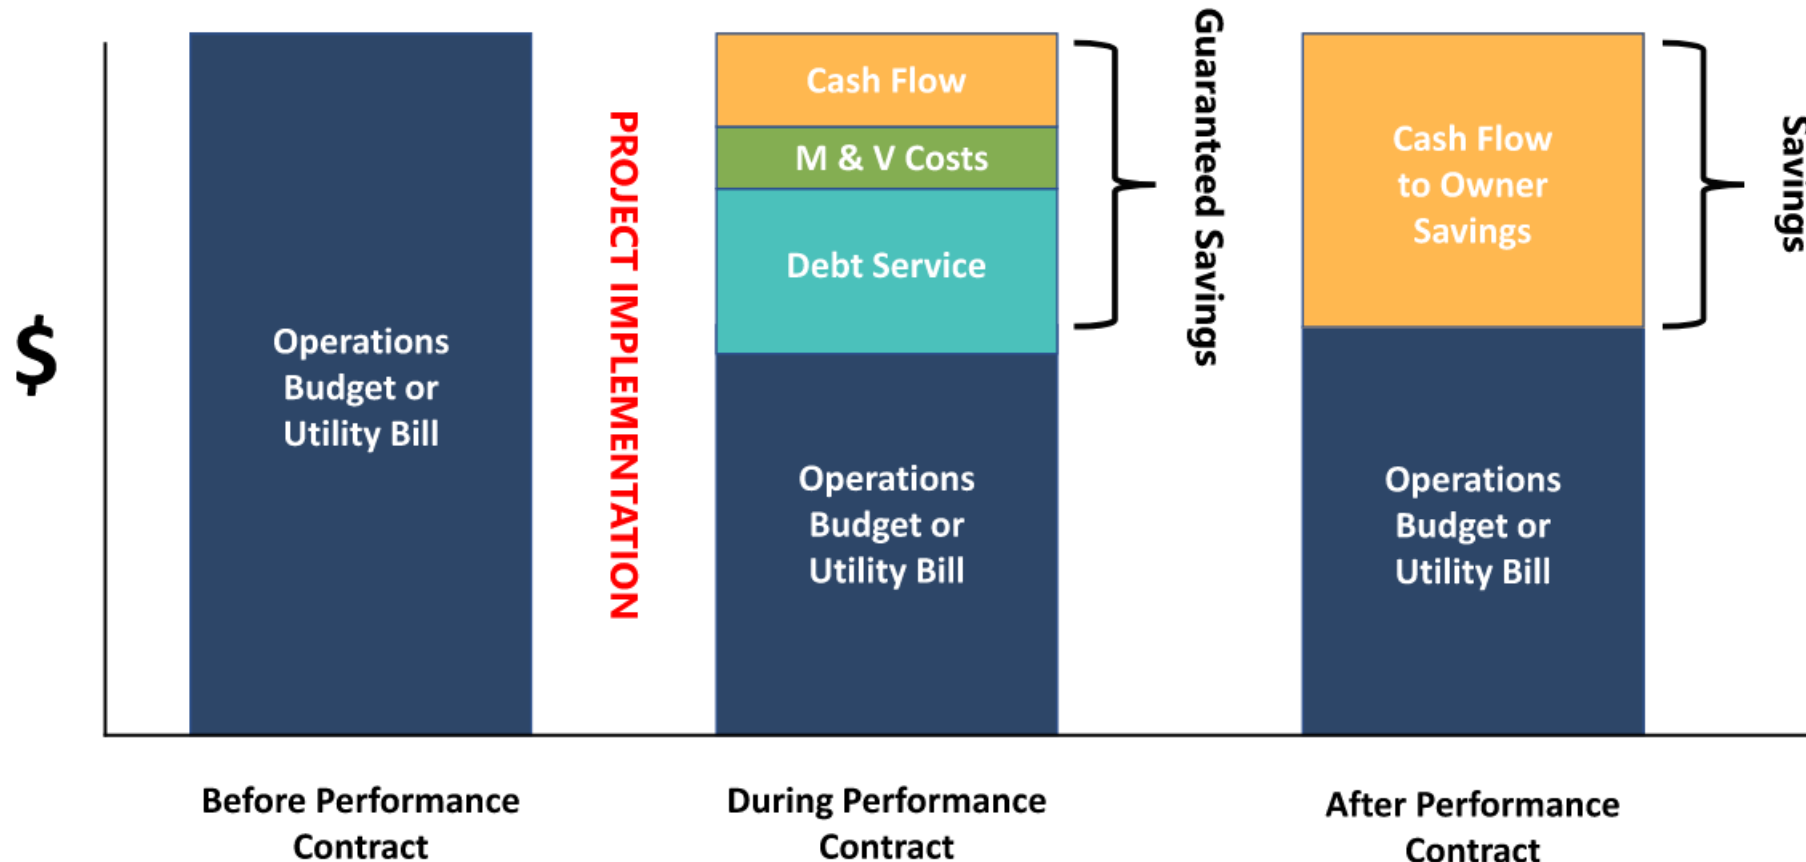 $
Operations
Budget or
Utility Bill
PROJECT IMPLEMENTATION
Cash Flow
M & V Costs
Debt Service
Operations
Budget or
Utility Bill
Guaranteed Savings
Cash Flow
to Owner
Savings
Operations
Budget or
Utility Bill
Savings
Before Performance
Contract
During Performance
Contract
After Performance
Contract